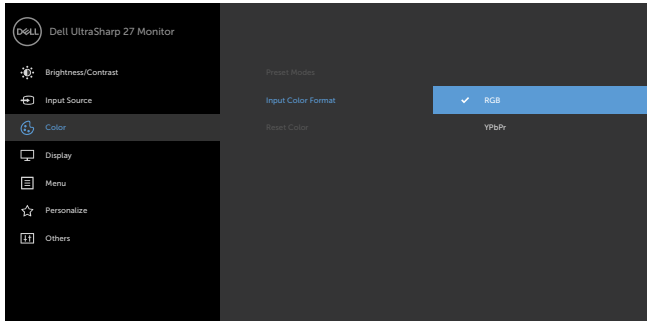 DELL Dell UltraSharp 27 Monitor
Brightness/Contrast
Preset Modes
Input Source
Input Color Format
RGB
Color
Reset Color
YPbPr
Display
Menu
Personalize
Others